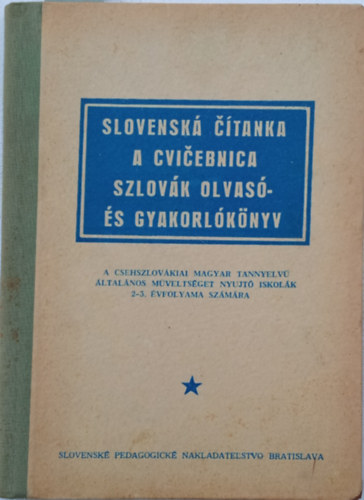 SLOVENSKÁ ČÍTANKA
A CVIČEBNICA
SZLOVÁK OLVASÓ-
ÉS GYAKORLÓKÖNYV
A CSEHSZLOVÁKIAI MAGYAR TANNYELVŰ
ÁLTALÁNOS MŰVELTSÉGET NYUJTÓ ISKOLÁK
2-5. ÉVFOLYAMA SZÁMÁRA
SLOVENSKÉ PEDAGOGICKÉ NAKLADATEĽSTVO BRATISLAVA